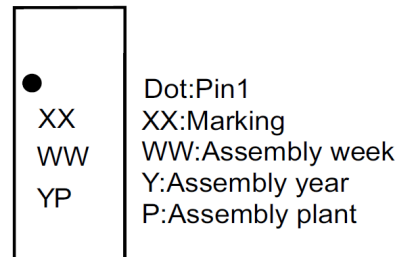 Dot:Pin1
XX
XX:Marking
WW
WW:Assembly week
Y:Assembly year
YP
P:Assembly plant